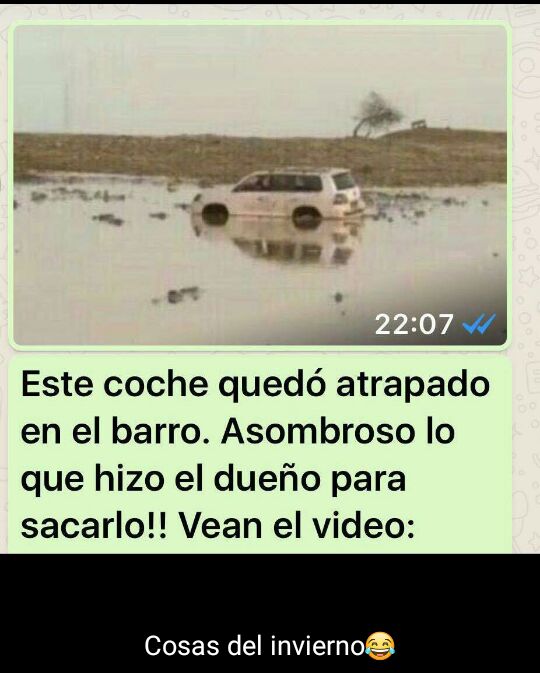 22:07
Este coche quedó atrapado
en el barro. Asombroso lo
que hizo el dueño para
sacarlo!! Vean el video:
Cosas del invierno😂